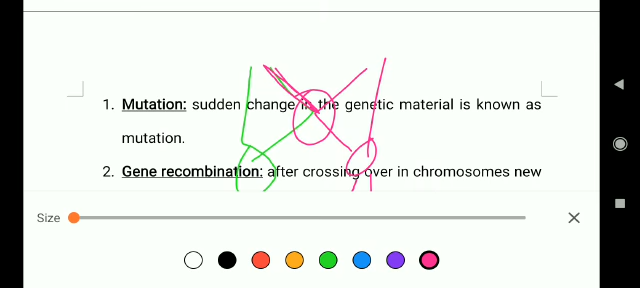 1. Mutation: sudden change in the genetic material is known as
mutation.
2. Gene recombination: after crossing over in chromosomes new
Size